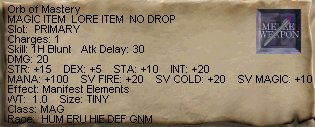 Orb of Mastery
MAGIC ITEM LORE ITEM NO DROP
Slot: PRIMARY
Charges: 1
Skill: 1H Blunt Atk Delay: 30
DMG: 20
STR: +15 DEX: +5 STA: +10 INT: +20
MANA: +100 SV FIRE: +20 SV COLD: +20 SV MAGIC: +10
Effect: Manifest Elements
WT: 1.0 Size: TINY
Class: MAG
Race: HUM ERU HIE DEF GNM
WEAPON